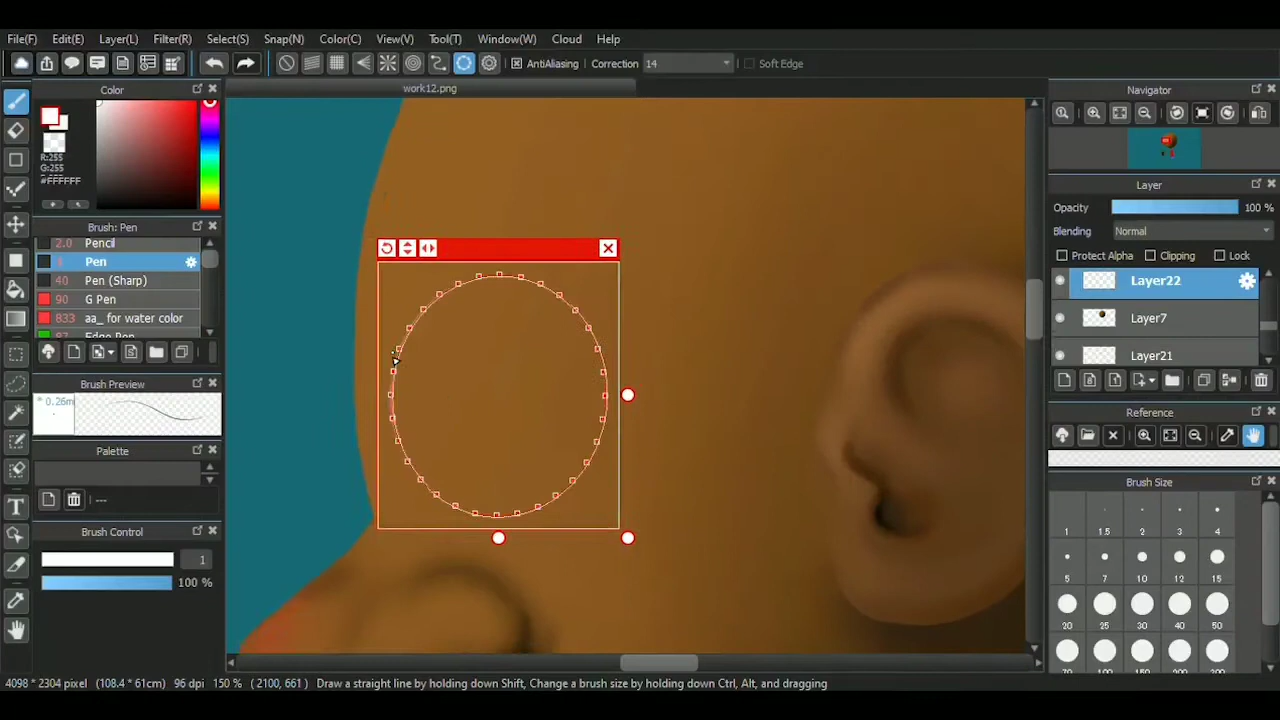 File(F) Edit(E) Layer(L) Filter(R) Select(S) Snap(N) Color(C) View(V) Tool(T) Window(W) Cloud Help
AntiAliasing Correction 14 Soft Edge
work12.png
Color
R:255
G:255
#FFFFFF
Brush: Pen
2.0 Pencil
Pen
40 Pen (Sharp)
90 G Pen
833 aa_ for water color
Edge Pen
Brush Preview
* 0.26m
Palette
---
Brush Control
1
100 %
Navigator
Layer
Opacity 100 %
Blending Normal
Protect Alpha Clipping Lock
Layer22
Layer7
Layer21
Reference
Brush Size
1 1.5 2 3 4
5 7 10 12 15
20 25 30 40 50
4098 * 2304 pixel (108.4 * 61cm) 96 dpi 150 % ( 2100, 661 ) Draw a straight line by holding down Shift, Change a brush size by holding down Ctrl, Alt, and dragging